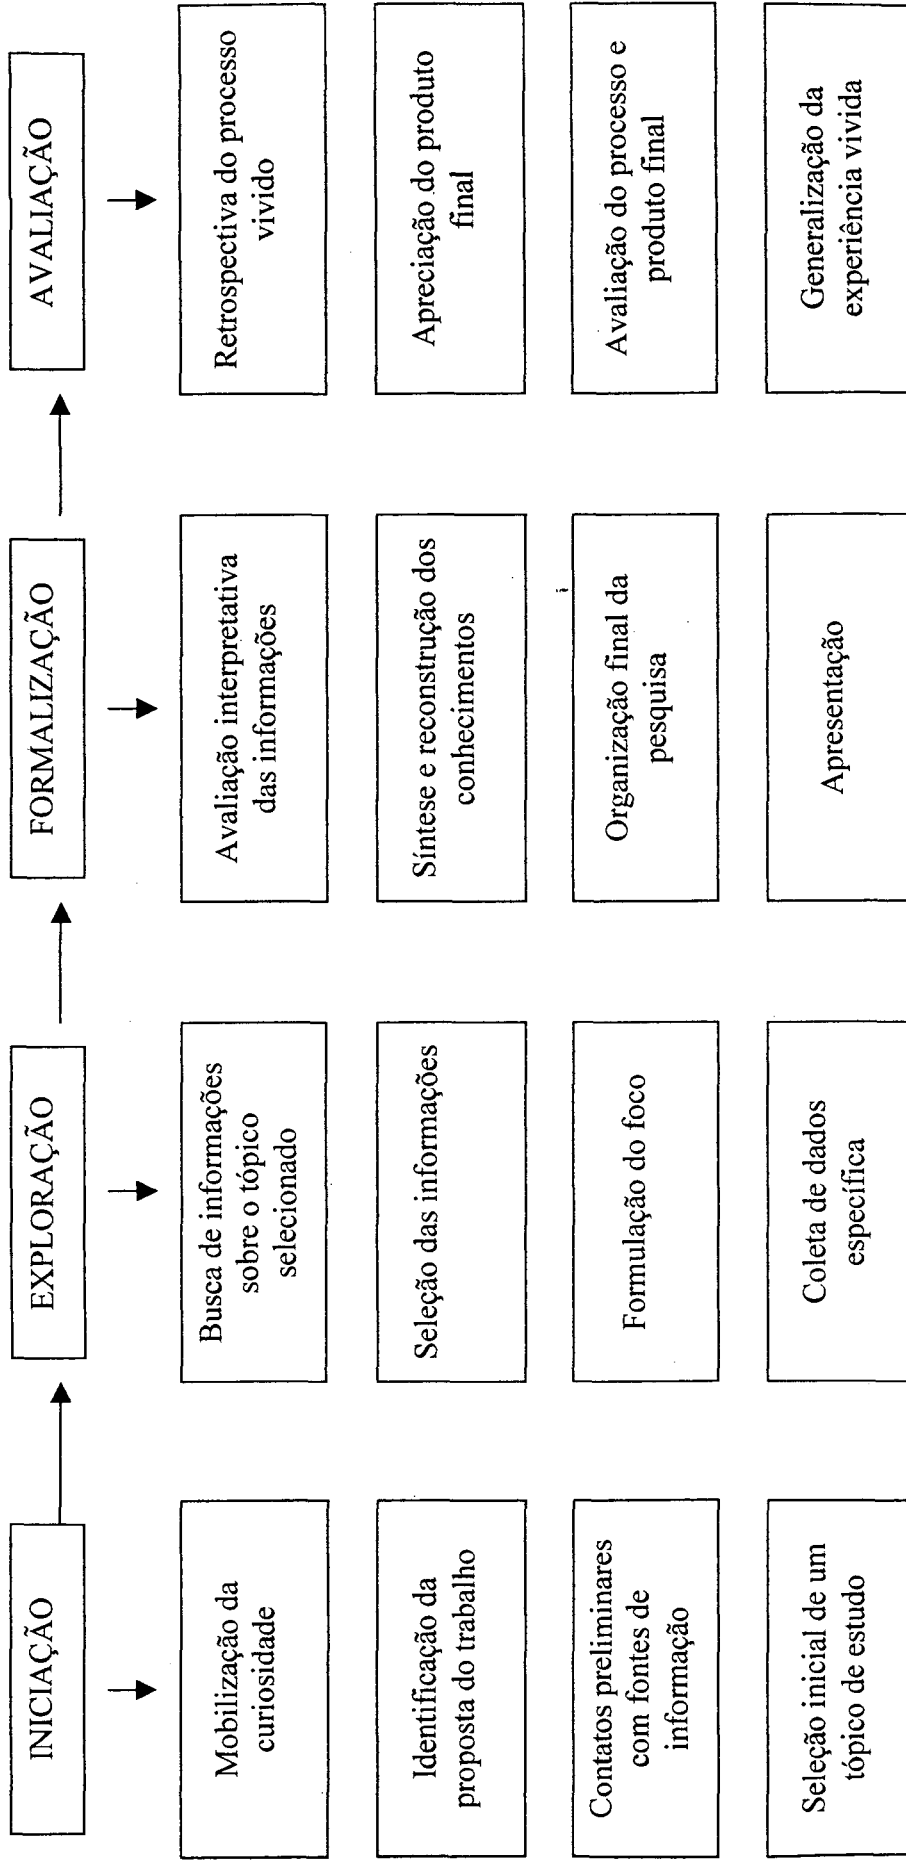 INICIAÇÃO
Mobilização da
curiosidade
Identificação da
proposta do trabalho
Contatos preliminares
com fontes de
informação
Seleção inicial de um
tópico de estudo
EXPLORAÇÃO
Busca de informações
sobre o tópico
selecionado
Seleção das informações
Formulação do foco
Coleta de dados
específica
FORMALIZAÇÃO
Avaliação interpretativa
das informações
Síntese e reconstrução dos
conhecimentos
Organização final da
pesquisa
Apresentação
AVALIAÇÃO
Retrospectiva do processo
vivido
Apreciação do produto
final
Avaliação do processo e
produto final
Generalização da
experiência vivida